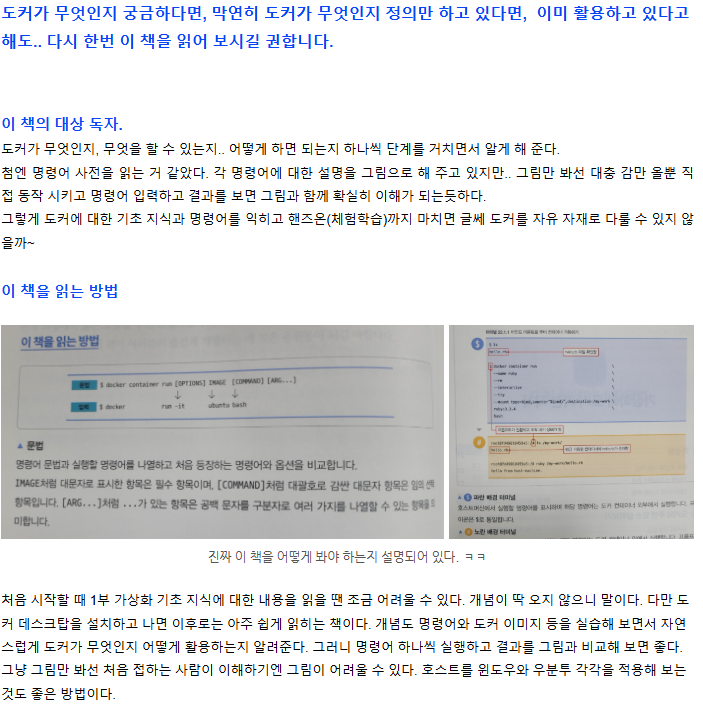 도커가 무엇인지 궁금하다면, 막연히 도커가 무엇인지 정의만 하고 있다면,  이미 활용하고 있다고
해도.. 다시 한번 이 책을 읽어 보시길 권합니다.
이 책의 대상 독자.
도커가 무엇인지, 무엇을 할 수 있는지.. 어떻게 하면 되는지 하나씩 단계를 거치면서 알게 해 준다.
첨엔 명령어 사전을 읽는 거 같았다. 각 명령어에 대한 설명을 그림으로 해 주고 있지만.. 그림만 봐선 대충 감만 올뿐 직
접 동작 시키고 명령어 입력하고 결과를 보면 그림과 함께 확실히 이해가 되는듯하다.
그렇게 도커에 대한 기초 지식과 명령어를 익히고 핸즈온(체험학습)까지 마치면 글쎄 도커를 자유 자재로 다룰 수 있지 않
을까~
이 책을 읽는 방법
이 책을 읽는 방법
문법 $ docker container run [OPTIONS] IMAGE [COMMAND] [ARG...]
입력 $ docker run -it ubuntu bash
▲ 문법
명령어 문법과 실행할 명령어를 나열하고 처음 등장하는 명령어와 옵션을 비교합니다.
IMAGE처럼 대문자로 표시한 항목은 필수 항목이며, [COMMAND]처럼 대괄호로 감싼 대문자 항목은 임의 선택
항목입니다. [ARG...]처럼 ...가 있는 항목은 공백 문자를 구분자로 여러 가지를 나열할 수 있는 항목을 의
미합니다.
$ ls
hello.rb
docker container run \
--name ruby \
--rm \
--interactive \
--tty \
bash
▲ 파란 배경 터미널
▲ 노란 배경 터미널
진짜 이 책을 어떻게 봐야 하는지 설명되어 있다. ㅋㅋ
처음 시작할 때 1부 가상화 기초 지식에 대한 내용을 읽을 땐 조금 어려울 수 있다. 개념이 딱 오지 않으니 말이다. 다만 도
커 데스크탑을 설치하고 나면 이후로는 아주 쉽게 읽히는 책이다. 개념도 명령어와 도커 이미지 등을 실습해 보면서 자연
스럽게 도커가 무엇인지 어떻게 활용하는지 알려준다. 그러니 명령어 하나씩 실행하고 결과를 그림과 비교해 보면 좋다.
그냥 그림만 봐선 처음 접하는 사람이 이해하기엔 그림이 어려울 수 있다. 호스트를 윈도우와 우분투 각각을 적용해 보는
것도 좋은 방법이다.